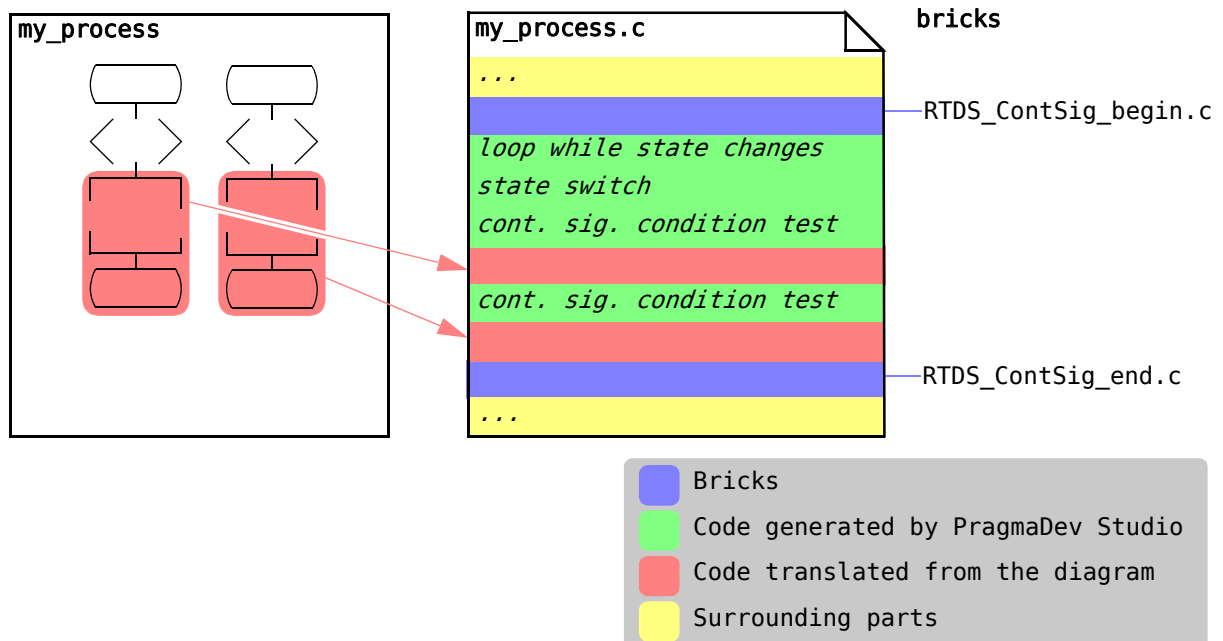 my_process
my_process.c
bricks
...
RTDS_ContSig_begin.c
loop while state changes
state switch
cont. sig. condition test
cont. sig. condition test
RTDS_ContSig_end.c
...
Bricks
Code generated by PragmaDev Studio
Code translated from the diagram
Surrounding parts